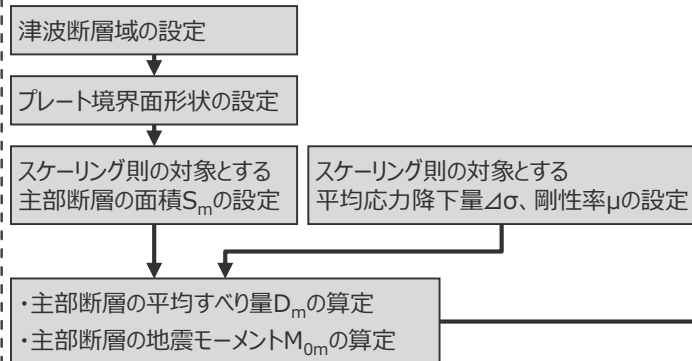 津波断層域の設定
プレート境界面形状の設定
スケーリング則の対象とする
主部断層の面積Smの設定
スケーリング則の対象とする
平均応力降下量⊿σ、剛性率μの設定
・主部断層の平均すべり量Dmの算定
・主部断層の地震モーメントM0mの算定